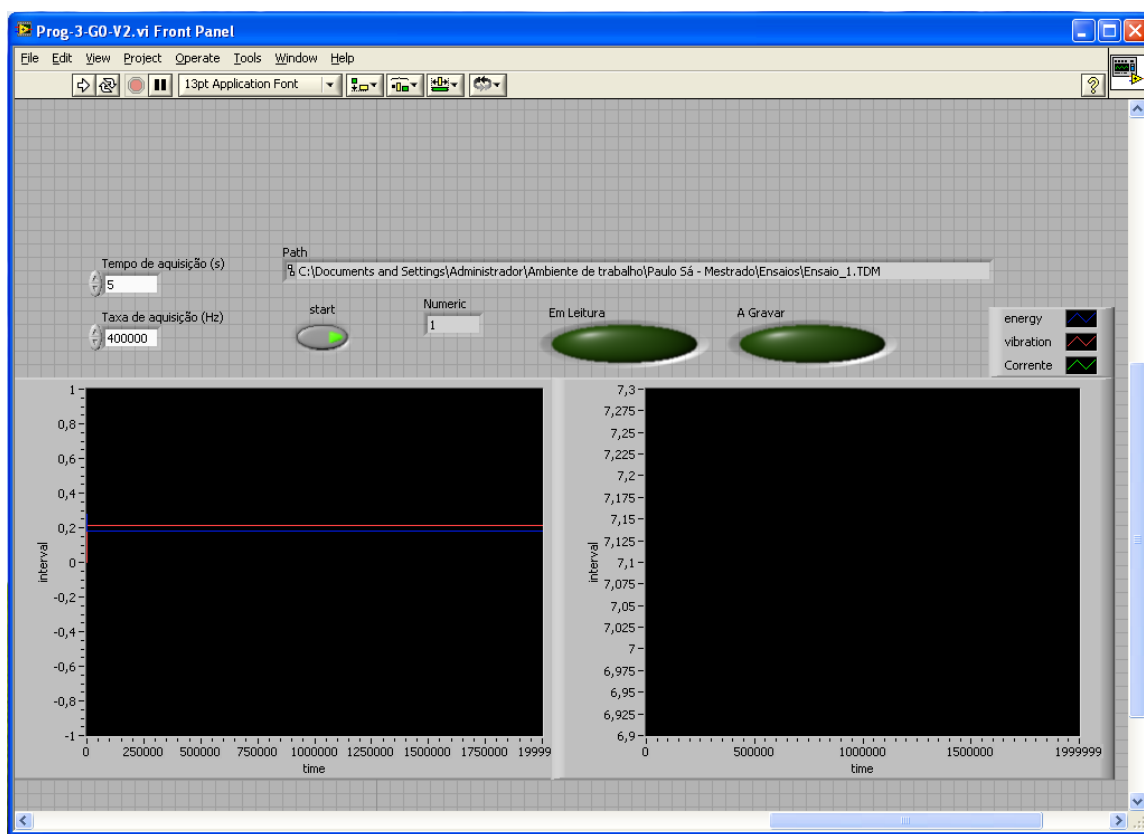 Prog-3-G0-V2.vi Front Panel
File Edit View Project Operate Tools Window Help
13pt Application Font
Tempo de aquisição (s)
5
Path
C:\Documents and Settings\Administrador\Ambiente de trabalho\Paulo Sá - Mestrado\Ensaios\Ensaio_1.TDM
Taxa de aquisição (Hz)
400000
start
Numeric
1
Em Leitura
A Gravar
energy
vibration
Corrente
1
0,8
0,6
0,4
0,2
0
-0,2
-0,4
-0,6
-0,8
-1
interval
0 250000 500000 750000 1000000 1250000 1500000 1750000 19999
time
7,3
7,275
7,25
7,225
7,2
7,175
7,15
7,125
7,1
7,075
7,05
7,025
7
6,975
6,95
6,925
6,9
interval
0 500000 1000000 1500000 1999999
time